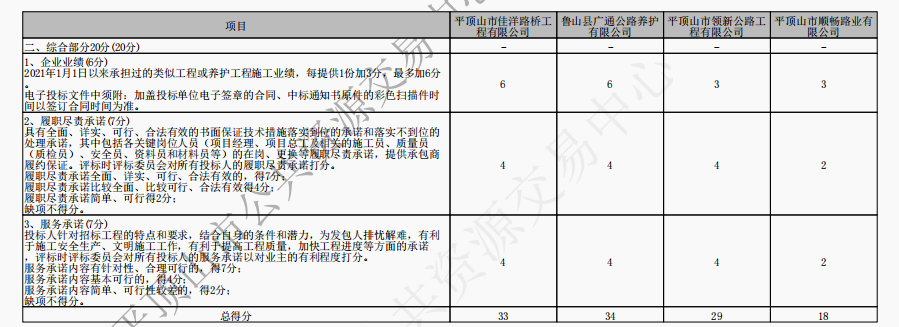 项目
平顶山市佳洋路桥工程有限公司
鲁山县广通公路养护有限公司
平顶山市领新公路工程有限公司
平顶山市顺畅路业有限公司
二、综合部分20分(20分)
－ － － －
1、企业业绩(6分)
2021年1月1日以来承担过的类似工程或养护工程施工业绩，每提供1份加3分，最多加6分
。
电子投标文件中须附：加盖投标单位电子签章的合同、中标通知书原件的彩色扫描件时
间以签订合同时间为准。
6 6 3 3
2、履职尽责承诺(7分)
具有全面、详实、可行、合法有效的书面保证技术措施落实到位的承诺和落实不到位的
处理承诺，其中包括各关键岗位人员（项目经理、项目总工及相关的施工员、质量员
（质检员）、安全员、资料员和材料员等）的在岗、更换等履职尽责承诺，提供承包商
履约保证。评标时评标委员会对所有投标人的履职尽责承诺打分。
履职尽责承诺全面、详实、可行、合法有效的，得7分；
履职尽责承诺比较全面、比较可行、合法有效得4分；
履职尽责承诺简单、可行得2分；
缺项不得分。
4 4 4 2
3、服务承诺(7分)
投标人针对招标工程的特点和要求，结合自身的条件和潜力，为发包人排忧解难，有利
于施工安全生产、文明施工工作，有利于提高工程质量，加快工程进度等方面的承诺
，评标时评标委员会对所有投标人的服务承诺以对业主的有利程度打分。
服务承诺内容有针对性、合理可行的，得7分；
服务承诺内容基本可行的，得4分；
服务承诺内容简单、可行性较差的，得2分；
缺项不得分。
4 4 4 2
总得分 33 34 29 18
平顶山市公共资源交易中心
共资源交易中心